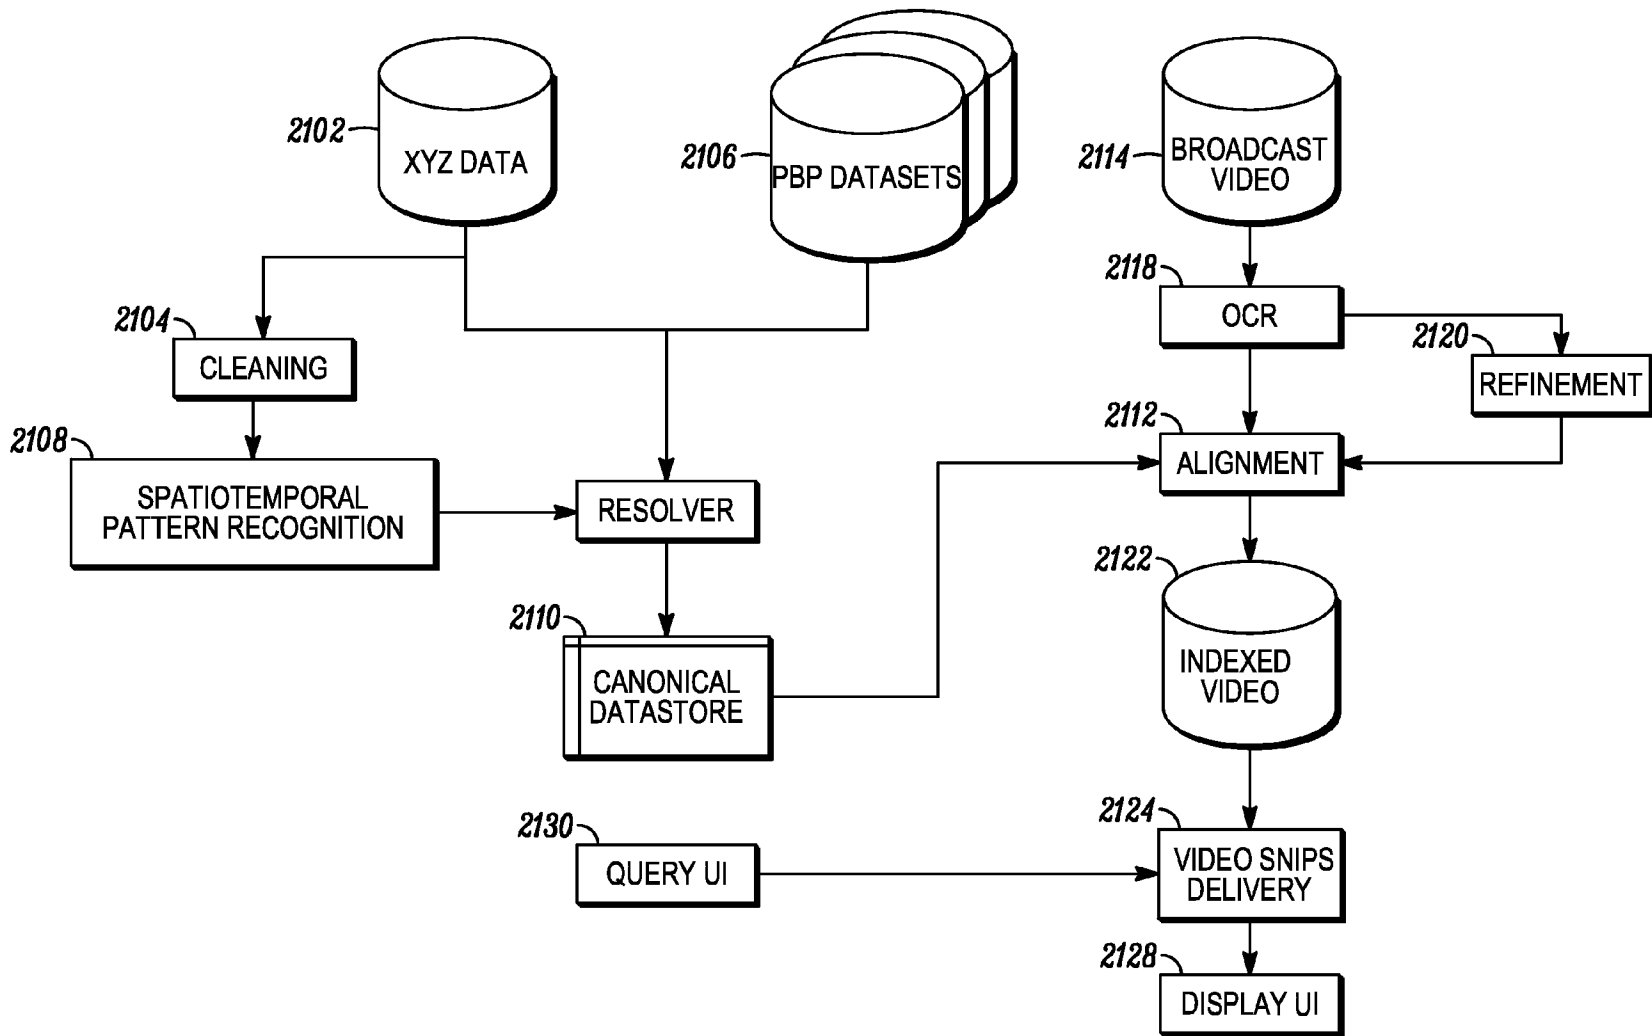 2102
XYZ DATA
2106
PBP DATASETS
2114
BROADCAST
VIDEO
2118
OCR
2104
CLEANING
2120
REFINEMENT
2108
SPATIOTEMPORAL
PATTERN RECOGNITION
RESOLVER
2112
ALIGNMENT
2110
CANONICAL
DATASTORE
2122
INDEXED
VIDEO
2130
QUERY UI
2124
VIDEO SNIPS
DELIVERY
2128
DISPLAY UI